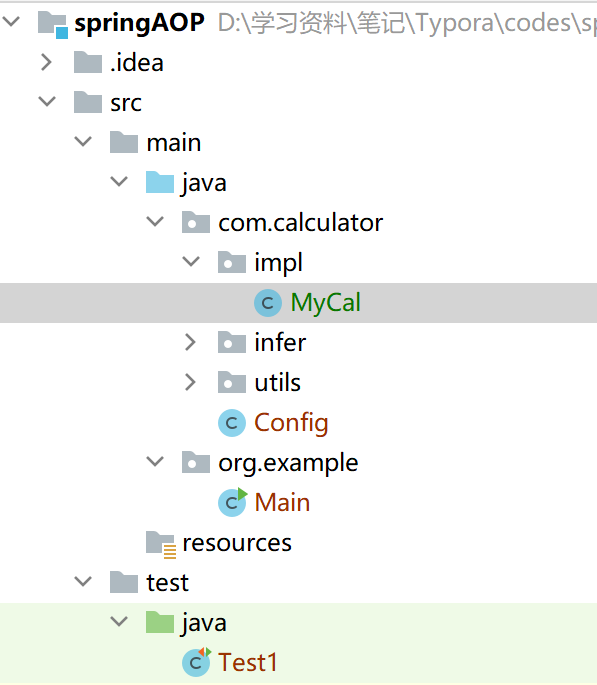 springAOP D:\学习资料\笔记\Typora\codes\sp
.idea
src
main
java
com.calculator
impl
MyCal
infer
utils
Config
org.example
Main
resources
test
java
Test1